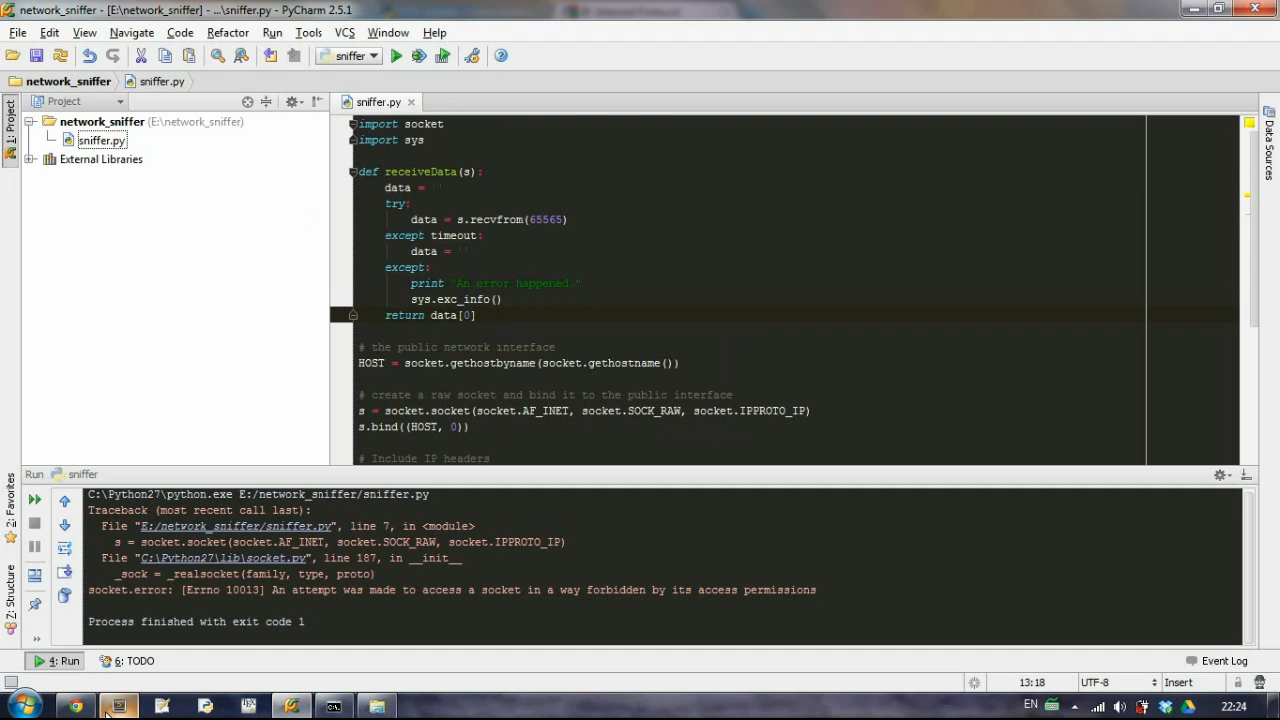 network_sniffer - [E:\network_sniffer] - ...\sniffer.py - PyCharm 2.5.1
File Edit View Navigate Code Refactor Run Tools VCS Window Help
sniffer
network_sniffer sniffer.py
1: Project
Project
network_sniffer (E:\network_sniffer)
sniffer.py
External Libraries
sniffer.py
import socket
import sys
def receiveData(s):
data = ''
try:
data = s.recvfrom(65565)
except timeout:
data = ''
except:
print "An error happened."
sys.exc_info()
return data[0]
# the public network interface
HOST = socket.gethostbyname(socket.gethostname())
# create a raw socket and bind it to the public interface
s = socket.socket(socket.AF_INET, socket.SOCK_RAW, socket.IPPROTO_IP)
s.bind((HOST, 0))
# Include IP headers
Data Sources
2: Favorites
Z: Structure
Run sniffer
C:\Python27\python.exe E:/network_sniffer/sniffer.py
Traceback (most recent call last):
File "E:/network_sniffer/sniffer.py", line 7, in <module>
s = socket.socket(socket.AF_INET, socket.SOCK_RAW, socket.IPPROTO_IP)
File "C:\Python27\lib\socket.py", line 187, in __init__
_sock = _realsocket(family, type, proto)
socket.error: [Errno 10013] An attempt was made to access a socket in a way forbidden by its access permissions
Process finished with exit code 1
4: Run 6: TODO Event Log
13:18 UTF-8 Insert
EN 22:24